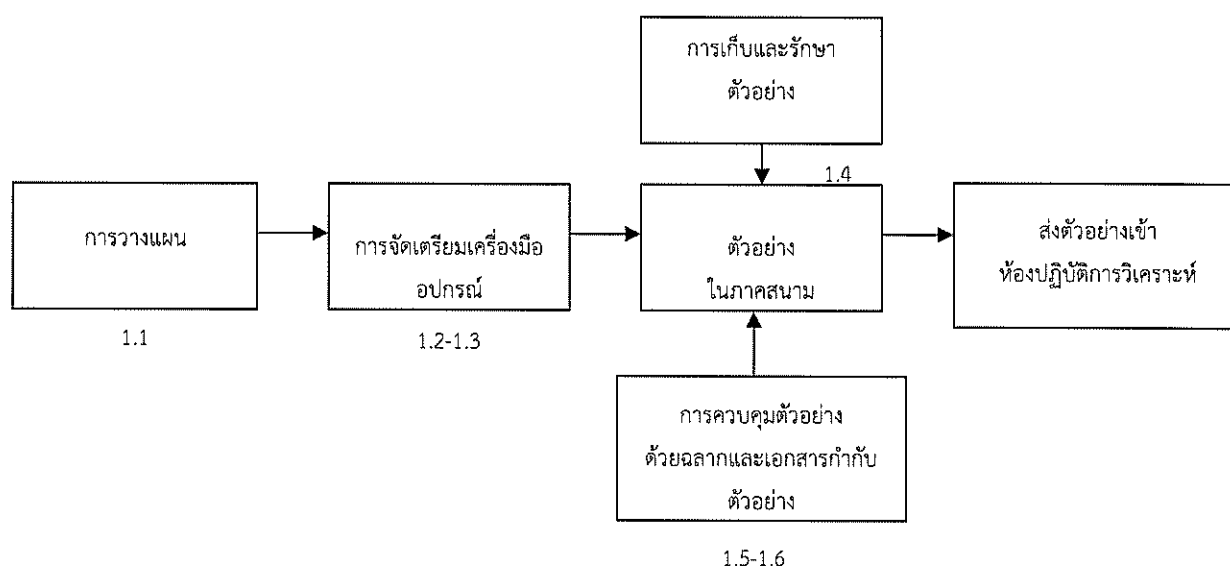 การเก็บและรักษา
ตัวอย่าง
1.4
การวางแผน
1.1
การจัดเตรียมเครื่องมือ
อุปกรณ์
1.2-1.3
ตัวอย่าง
ในภาคสนาม
ส่งตัวอย่างเข้า
ห้องปฏิบัติการวิเคราะห์
การควบคุมตัวอย่าง
ด้วยฉลากและเอกสารกำกับ
ตัวอย่าง
1.5-1.6